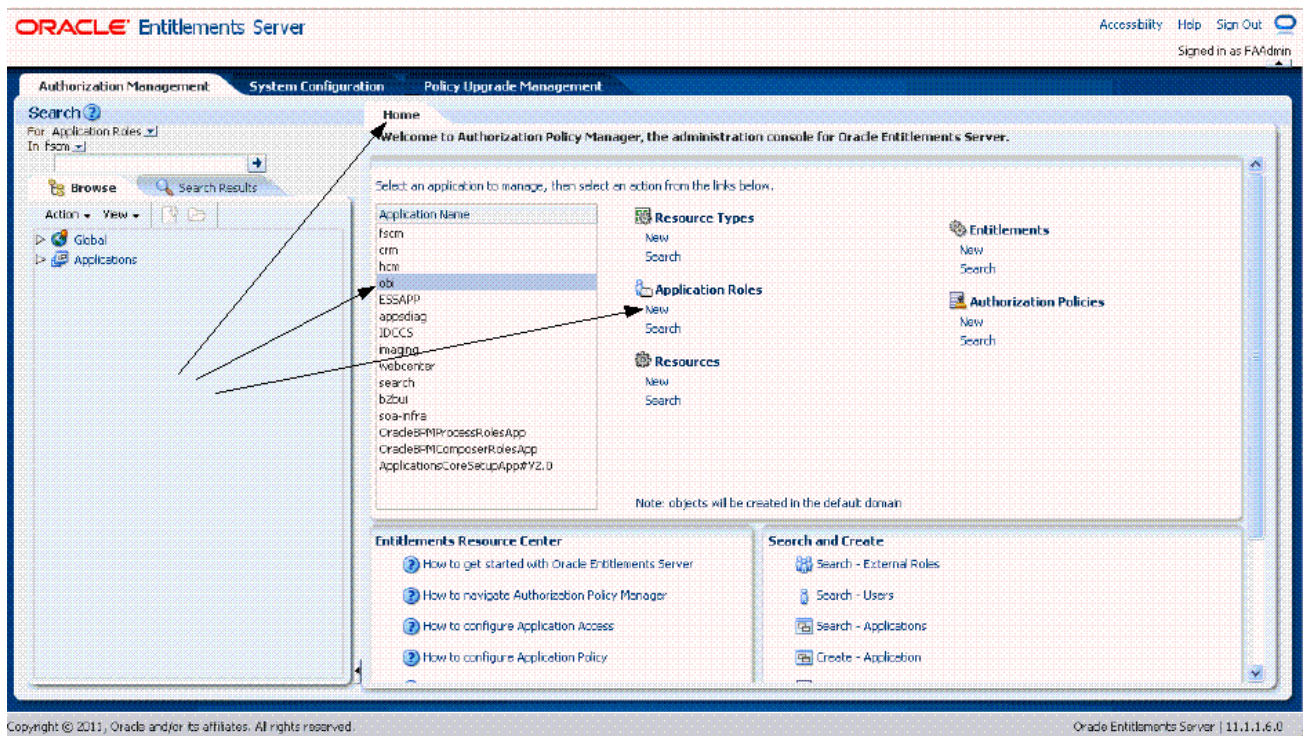 ORACLE Entitlements Server
Accessibility Help Sign Out
Signed in as FAAdmin
Authorization Management System Configuration Policy Upgrade Management
Search
For Application Roles
In fscm
Browse Search Results
Action View
Global
Applications
Home
Welcome to Authorization Policy Manager, the administration console for Oracle Entitlements Server.
Select an application to manage, then select an action from the links below.
Application Name
fscm
crm
hcm
obi
ESSAPP
appsdiag
IDCCS
imaging
webcenter
search
b2bui
soa-infra
OracleBPMProcessRolesApp
OracleBPMComposerRolesApp
ApplicationsCoreSetupApp#V2.0
Resource Types
New
Search
Application Roles
New
Search
Resources
New
Search
Entitlements
New
Search
Authorization Policies
New
Search
Note: objects will be created in the default domain
Entitlements Resource Center
How to get started with Oracle Entitlements Server
How to navigate Authorization Policy Manager
How to configure Application Access
How to configure Application Policy
Search and Create
Search - External Roles
Search - Users
Search - Applications
Create - Application
Copyright © 2011, Oracle and/or its affiliates. All rights reserved.
Oracle Entitlements Server | 11.1.1.6.0